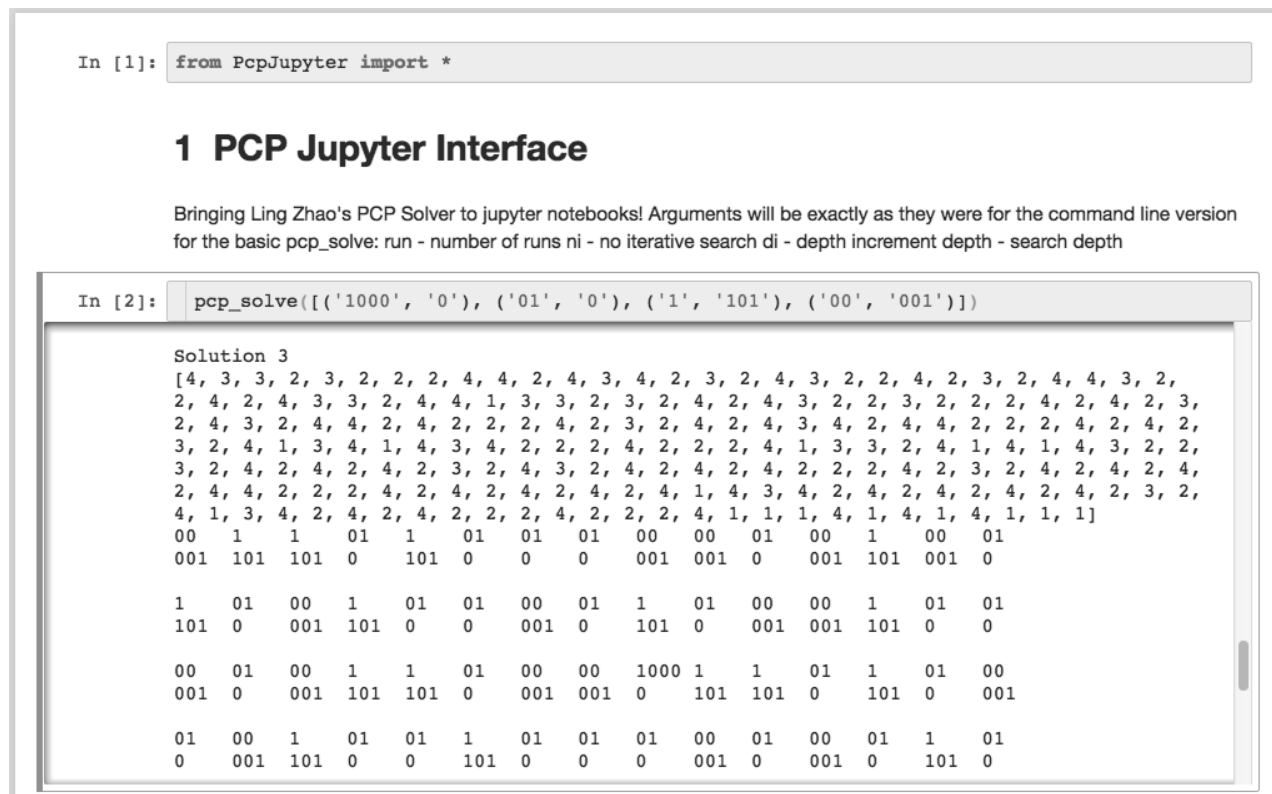 In [1]: from PcpJupyter import *
1 PCP Jupyter Interface
Bringing Ling Zhao's PCP Solver to jupyter notebooks! Arguments will be exactly as they were for the command line version
for the basic pcp_solve: run - number of runs ni - no iterative search di - depth increment depth - search depth
In [2]: pcp_solve([('1000', '0'), ('01', '0'), ('1', '101'), ('00', '001')])
Solution 3
[4, 3, 3, 2, 3, 2, 2, 2, 4, 4, 2, 4, 3, 4, 2, 3, 2, 4, 3, 2, 2, 4, 2, 3, 2, 4, 4, 3, 2,
2, 4, 2, 4, 3, 3, 2, 4, 4, 1, 3, 3, 2, 3, 2, 4, 2, 4, 3, 2, 2, 3, 2, 2, 2, 4, 2, 4, 2, 3,
2, 4, 3, 2, 4, 4, 2, 4, 2, 2, 2, 4, 2, 3, 2, 4, 2, 4, 3, 4, 2, 4, 4, 2, 2, 2, 4, 2, 4, 2,
3, 2, 4, 1, 3, 4, 1, 4, 3, 4, 2, 2, 2, 4, 2, 2, 2, 4, 1, 3, 3, 2, 4, 1, 4, 1, 4, 3, 2, 2,
3, 2, 4, 2, 4, 2, 4, 2, 3, 2, 4, 3, 2, 4, 2, 4, 2, 4, 2, 2, 2, 4, 2, 3, 2, 4, 2, 4, 2, 4,
2, 4, 4, 2, 2, 2, 4, 2, 4, 2, 4, 2, 4, 2, 4, 1, 4, 3, 4, 2, 4, 2, 4, 2, 4, 2, 4, 2, 3, 2,
4, 1, 3, 4, 2, 4, 2, 4, 2, 2, 2, 4, 2, 2, 2, 4, 1, 1, 1, 4, 1, 4, 1, 4, 1, 1, 1]
00 1 1 01 1 01 01 01 00 00 01 00 1 00 01
001 101 101 0 101 0 0 0 001 001 0 001 101 001 0
1 01 00 1 01 01 00 01 1 01 00 00 1 01 01
101 0 001 101 0 0 001 0 101 0 001 001 101 0 0
00 01 00 1 1 01 00 00 1000 1 1 01 1 01 00
001 0 001 101 101 0 001 001 0 101 101 0 101 0 001
01 00 1 01 01 1 01 01 01 00 01 00 01 1 01
0 001 101 0 0 101 0 0 0 001 0 001 0 101 0